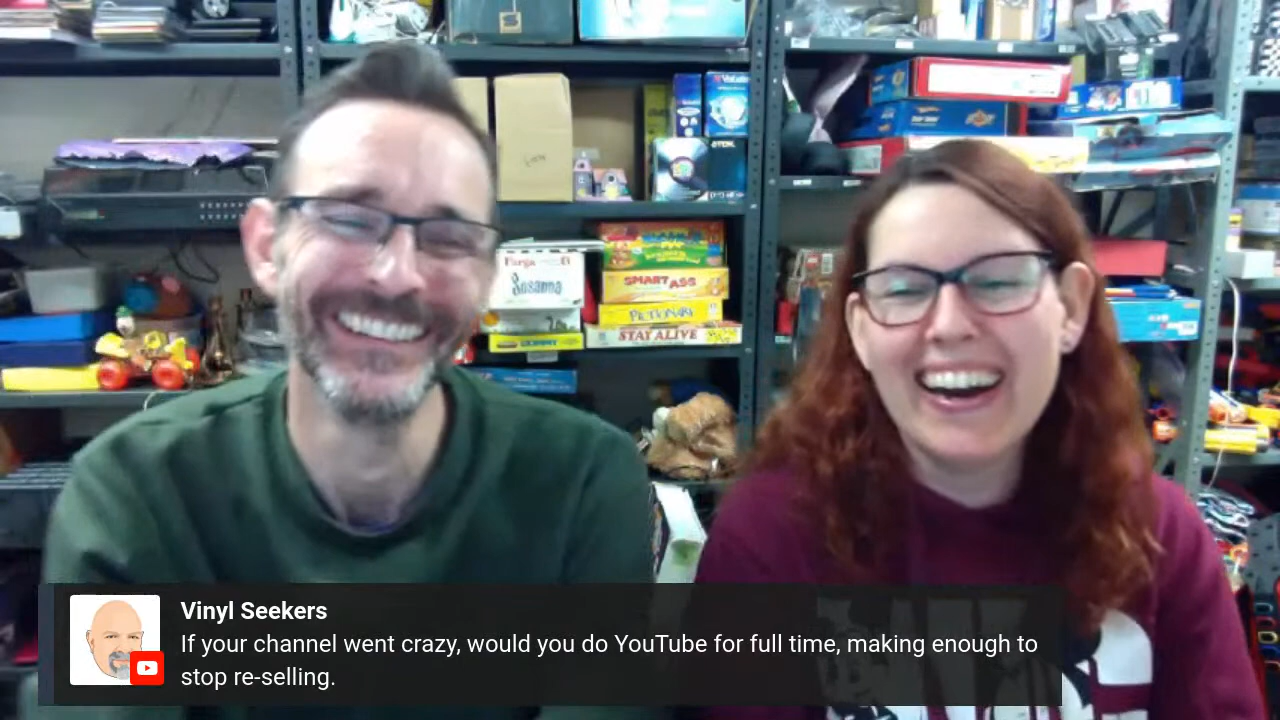 SMART ASS
Susanna
PICTIONARY
STAY ALIVE
Vinyl Seekers
If your channel went crazy, would you do YouTube for full time, making enough to
stop re-selling.